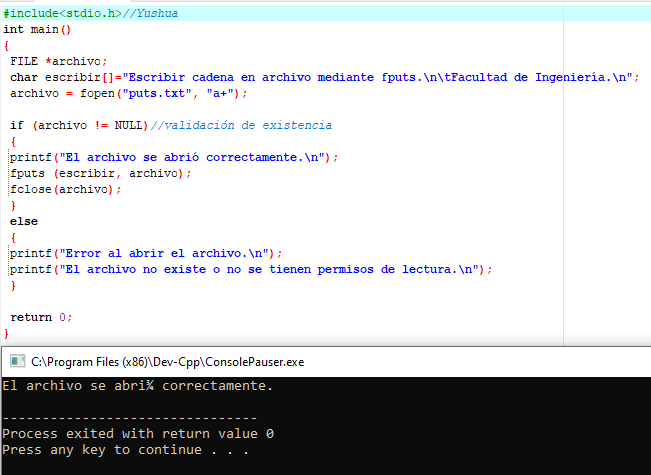 #include<stdio.h>//Yushua
int main()
{
FILE *archivo;
char escribir[]="Escribir cadena en archivo mediante fputs.\n\tFacultad de Ingeniería.\n";
archivo = fopen("puts.txt", "a+");
if (archivo != NULL)//validación de existencia
{
printf("El archivo se abrió correctamente.\n");
fputs (escribir, archivo);
fclose(archivo);
}
else
{
printf("Error al abrir el archivo.\n");
printf("El archivo no existe o no se tienen permisos de lectura.\n");
}
return 0;
}
C:\Program Files (x86)\Dev-Cpp\ConsolePauser.exe
El archivo se abri¾ correctamente.
--------------------------------
Process exited with return value 0
Press any key to continue . . .